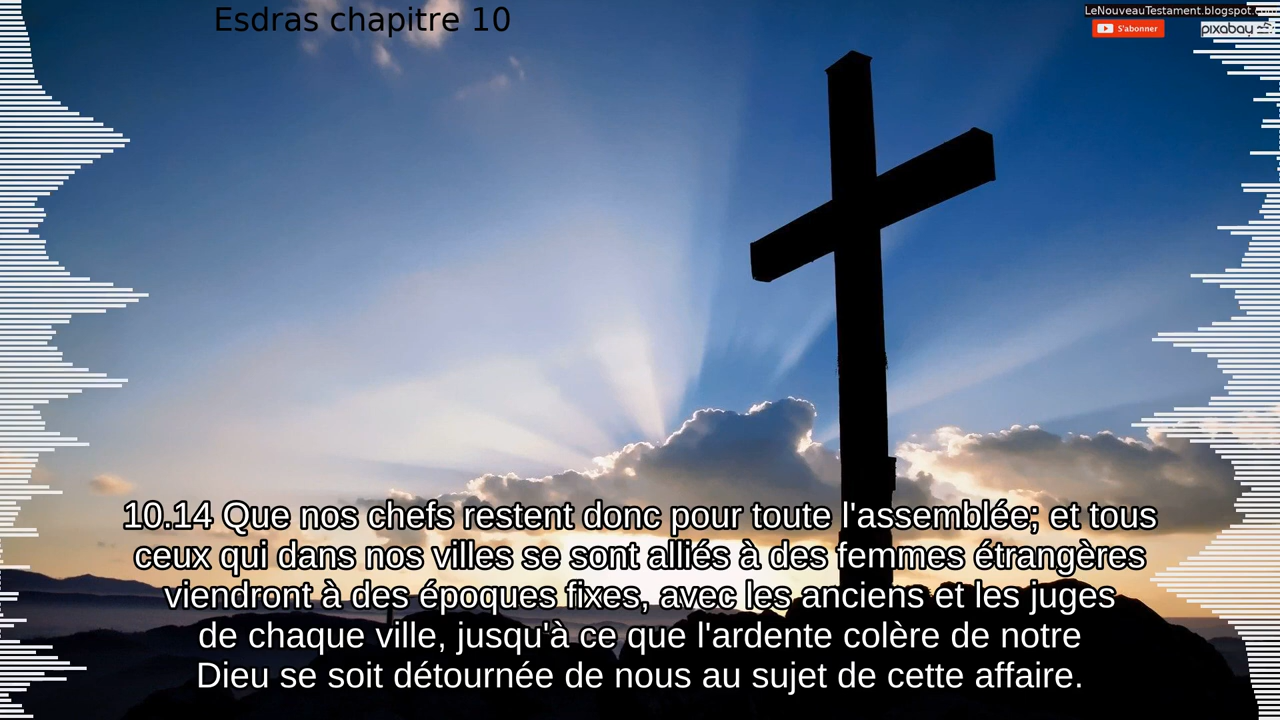 Esdras chapitre 10
LeNouveauTestament.blogspot.com
S'abonner
pixabay
10.14 Que nos chefs restent donc pour toute l'assemblée; et tous
ceux qui dans nos villes se sont alliés à des femmes étrangères
viendront à des époques fixes, avec les anciens et les juges
de chaque ville, jusqu'à ce que l'ardente colère de notre
Dieu se soit détournée de nous au sujet de cette affaire.